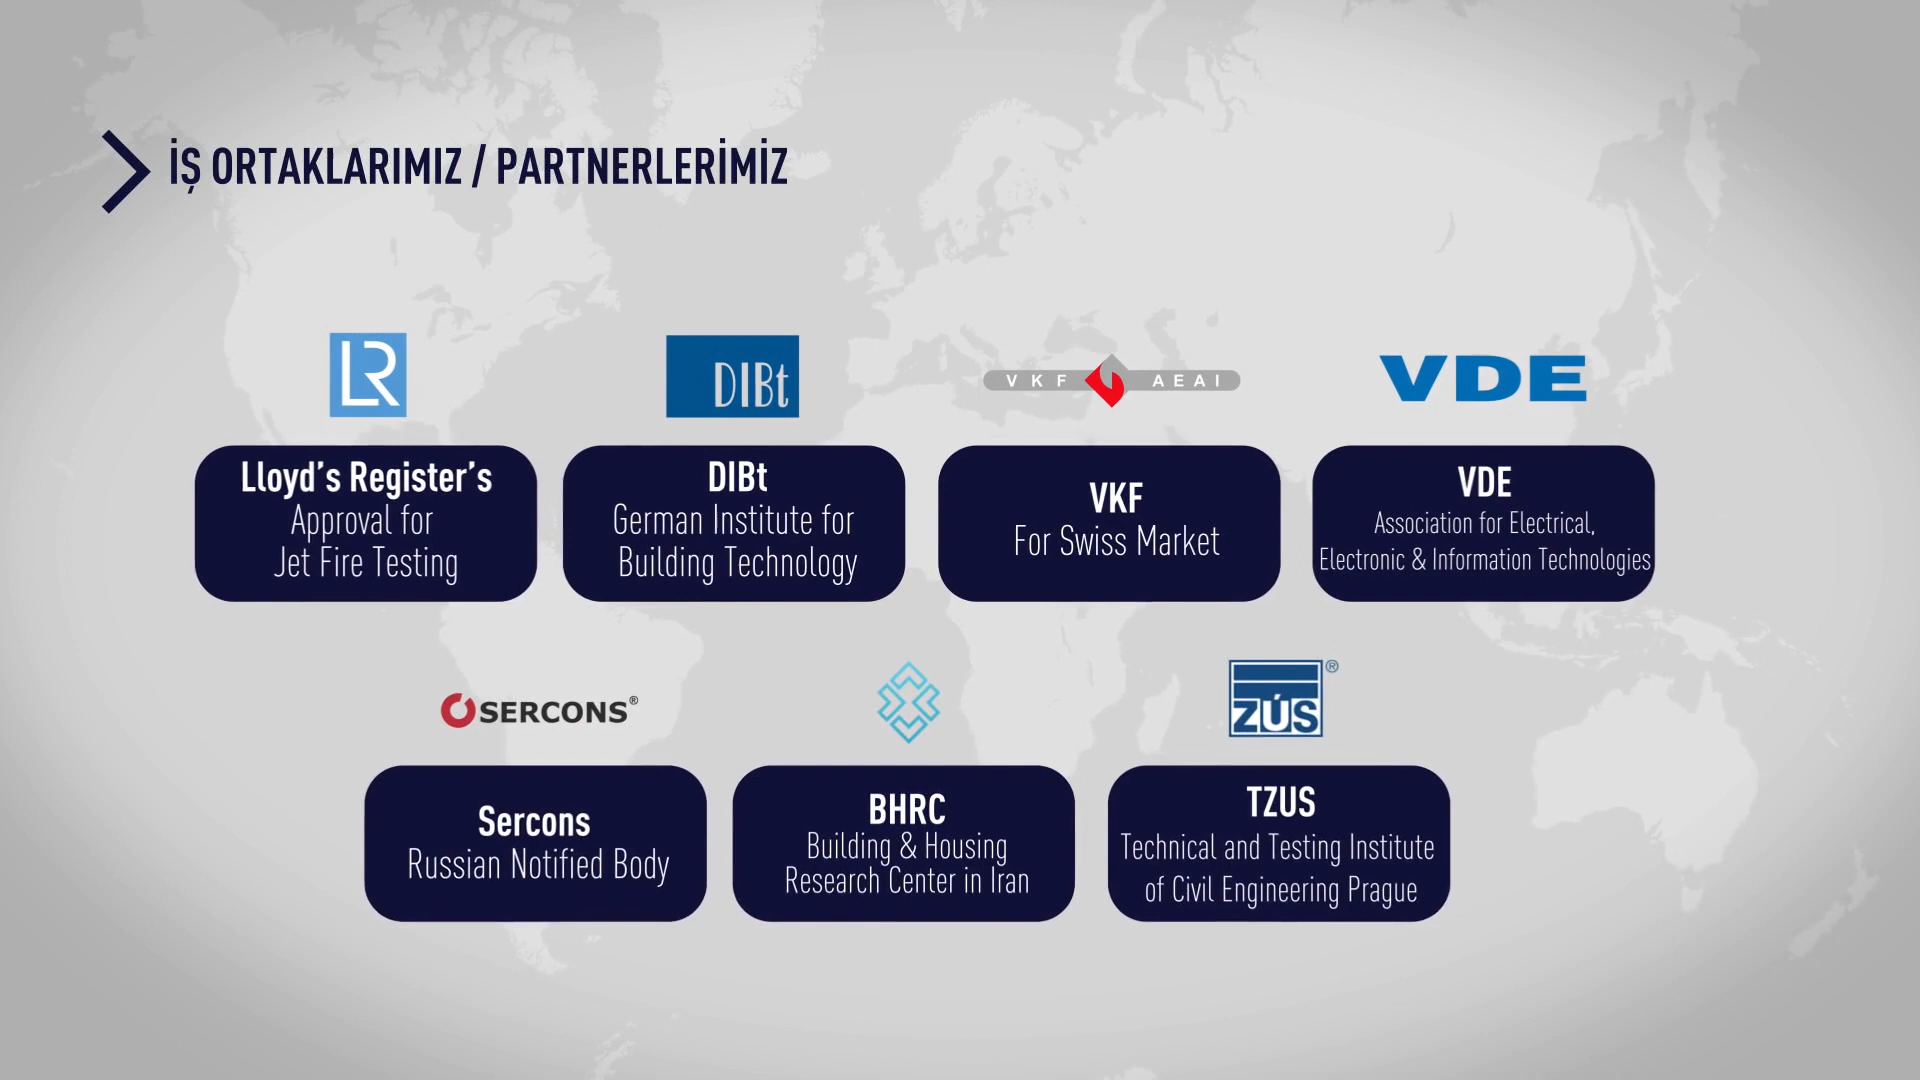 İŞ ORTAKLARIMIZ / PARTNERLERİMİZ
LR
DIBt
VKF AEAI
VDE
Lloyd's Register's
Approval for
Jet Fire Testing
DIBt
German Institute for
Building Technology
VKF
For Swiss Market
VDE
Association for Electrical,
Electronic & Information Technologies
SERCONS®
ZÚS®
Sercons
Russian Notified Body
BHRC
Building & Housing
Research Center in Iran
TZUS
Technical and Testing Institute
of Civil Engineering Prague